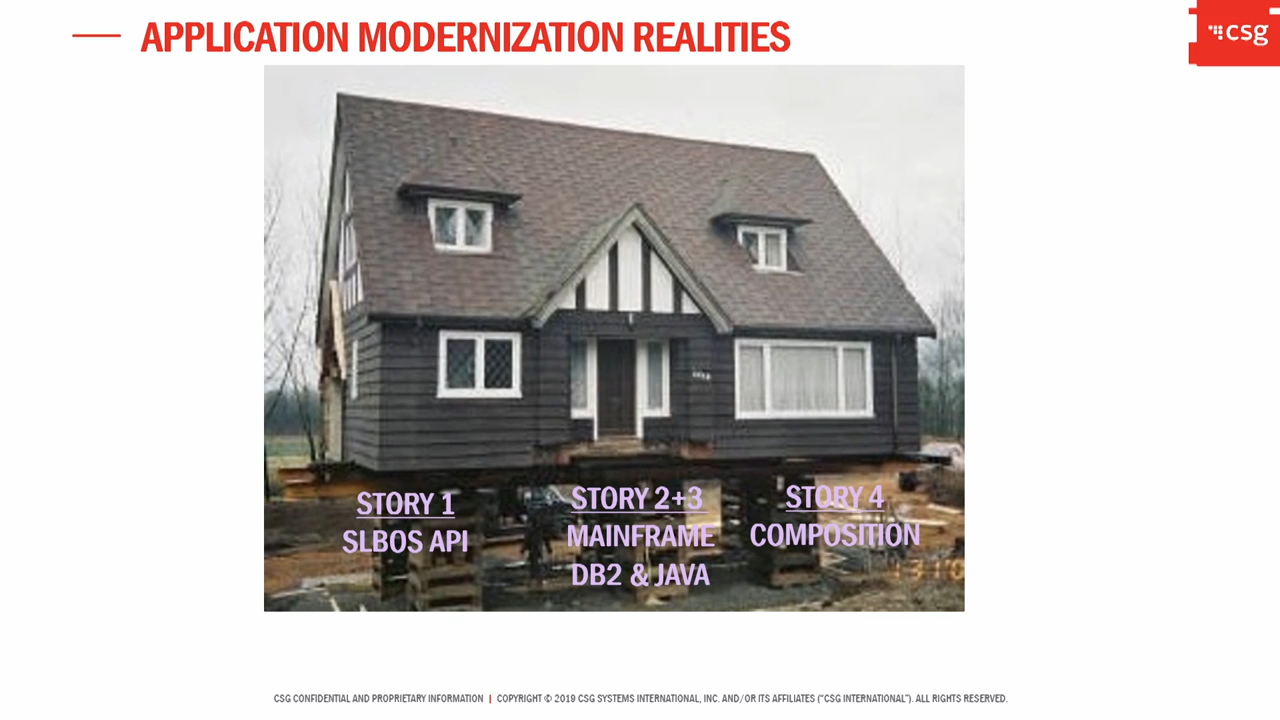 APPLICATION MODERNIZATION REALITIES
csg
STORY 1
SLBOS API
STORY 2+3
MAINFRAME
DB2 & JAVA
STORY 4
COMPOSITION
CSG CONFIDENTIAL AND PROPRIETARY INFORMATION | COPYRIGHT © 2019 CSG SYSTEMS INTERNATIONAL, INC. AND/OR ITS AFFILIATES (“CSG INTERNATIONAL”). ALL RIGHTS RESERVED.